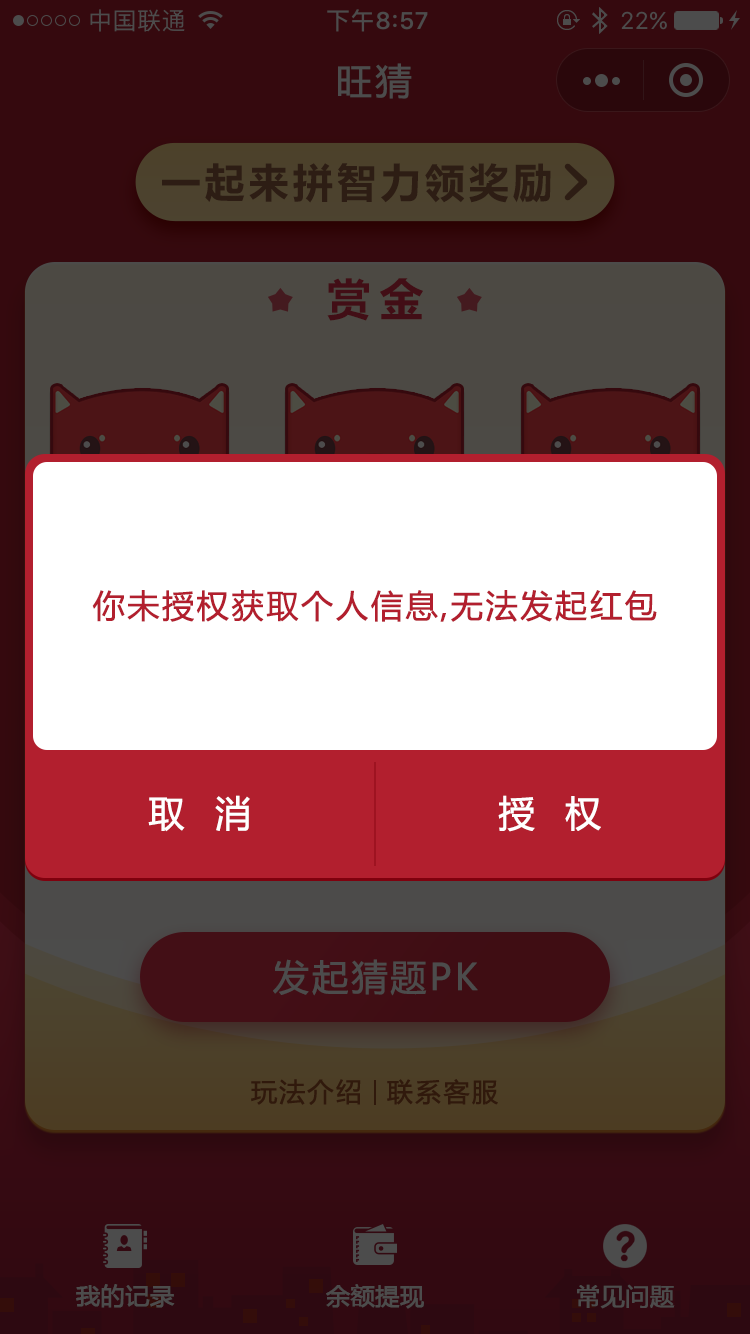 中国联通
下午8:57
22%
旺猜
一起来拼智力领奖励
赏金
你未授权获取个人信息,无法发起红包
取消
授权
发起猜题PK
玩法介绍|联系客服
我的记录
余额提现
常见问题